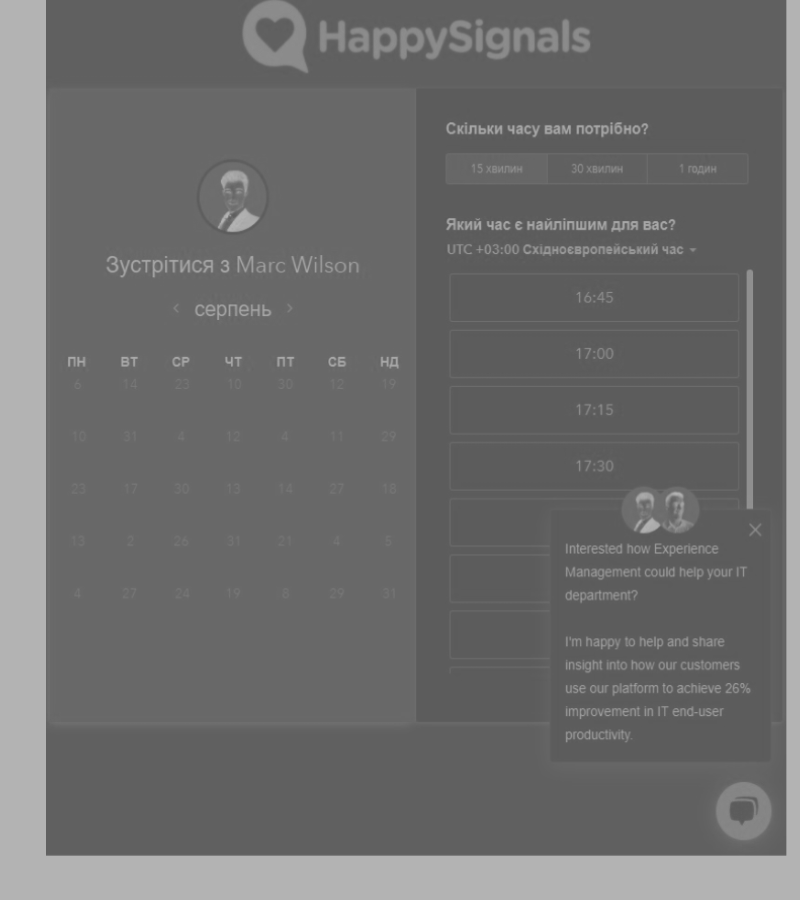 HappySignals
Зустрітися з Marc Wilson
серпень
ПН ВТ СР ЧТ ПТ СБ НД
6 14 23 10 30 12 19
10 31 4 12 4 11 29
23 17 30 13 14 27 18
13 2 26 31 21 4 5
4 27 24 19 8 29 31
Скільки часу вам потрібно?
15 хвилин 30 хвилин 1 годин
Який час є найліпшим для вас?
UTC +03:00 Східноєвропейський час
16:45
17:00
17:15
17:30
Interested how Experience
Management could help your IT
department?
I'm happy to help and share
insight into how our customers
use our platform to achieve 26%
improvement in IT end-user
productivity.